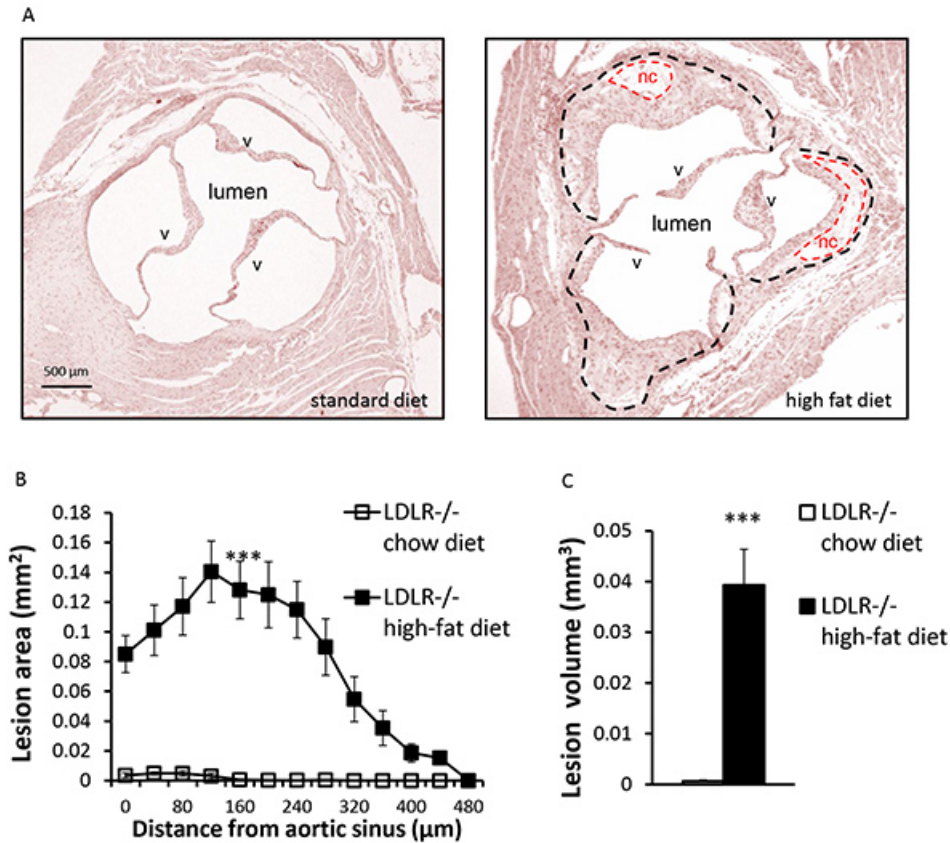 A
nc
v
lumen
v
v
500 µm
standard diet
nc
v
v
lumen
nc
v
high fat diet
B
Lesion area (mm²)
0.18
0.16
0.14
0.12
0.1
0.08
0.06
0.04
0.02
0
***
LDLR-/-
chow diet
LDLR-/-
high-fat diet
0 80 160 240 320 400 480
Distance from aortic sinus (µm)
C
Lesion volume (mm³)
0.05
0.04
0.03
0.02
0.01
0
***
LDLR-/-
chow diet
LDLR-/-
high-fat diet